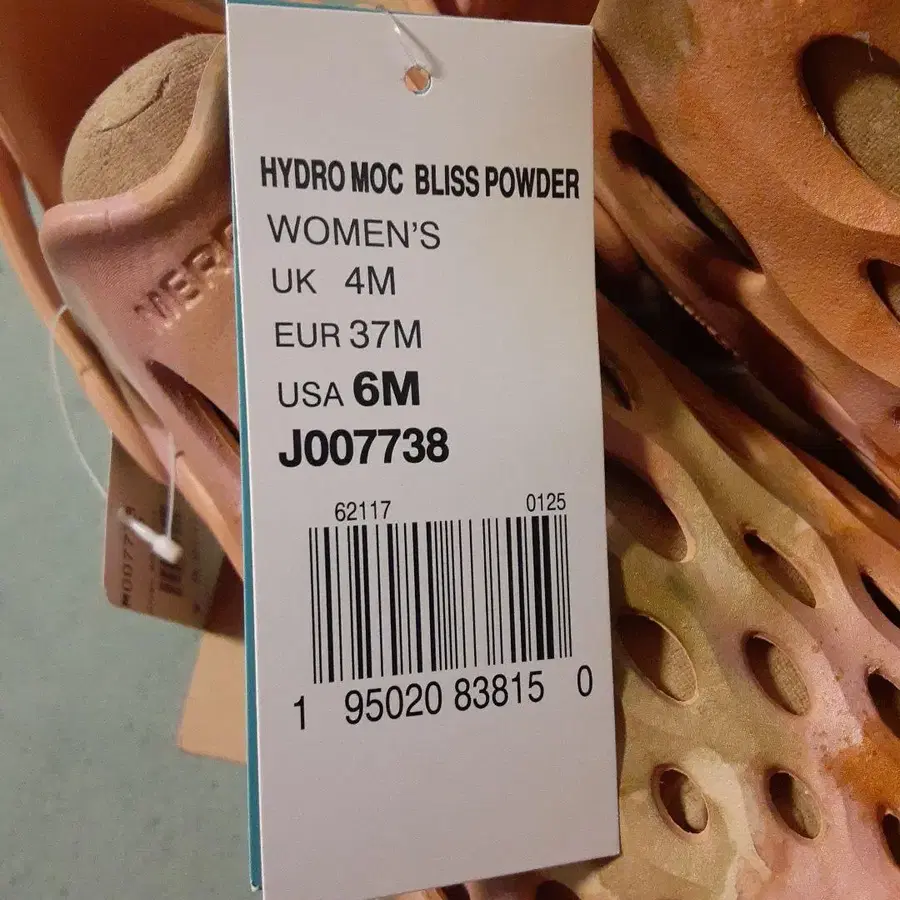 HYDRO MOC BLISS POWDER
WOMEN'S
UK 4M
EUR 37M
USA 6M
J007738
62117 0125
1 95020 83815 0